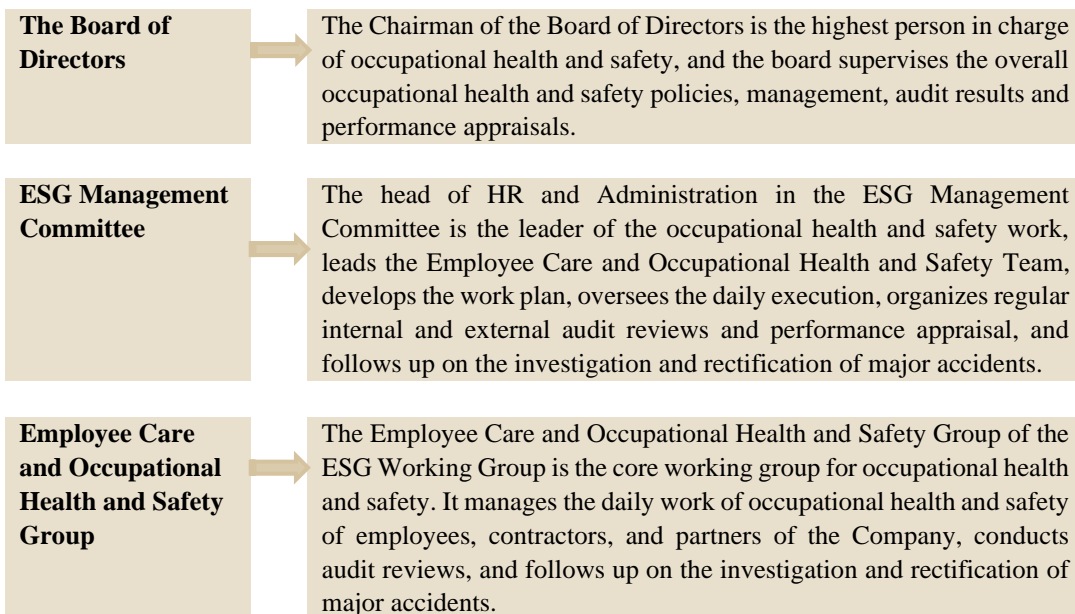 The Board of
Directors
The Chairman of the Board of Directors is the highest person in charge
of occupational health and safety, and the board supervises the overall
occupational health and safety policies, management, audit results and
performance appraisals.
ESG Management
Committee
The head of HR and Administration in the ESG Management
Committee is the leader of the occupational health and safety work,
leads the Employee Care and Occupational Health and Safety Team,
develops the work plan, oversees the daily execution, organizes regular
internal and external audit reviews and performance appraisal, and
follows up on the investigation and rectification of major accidents.
Employee Care
and Occupational
Health and Safety
Group
The Employee Care and Occupational Health and Safety Group of the
ESG Working Group is the core working group for occupational health
and safety. It manages the daily work of occupational health and safety
of employees, contractors, and partners of the Company, conducts
audit reviews, and follows up on the investigation and rectification of
major accidents.